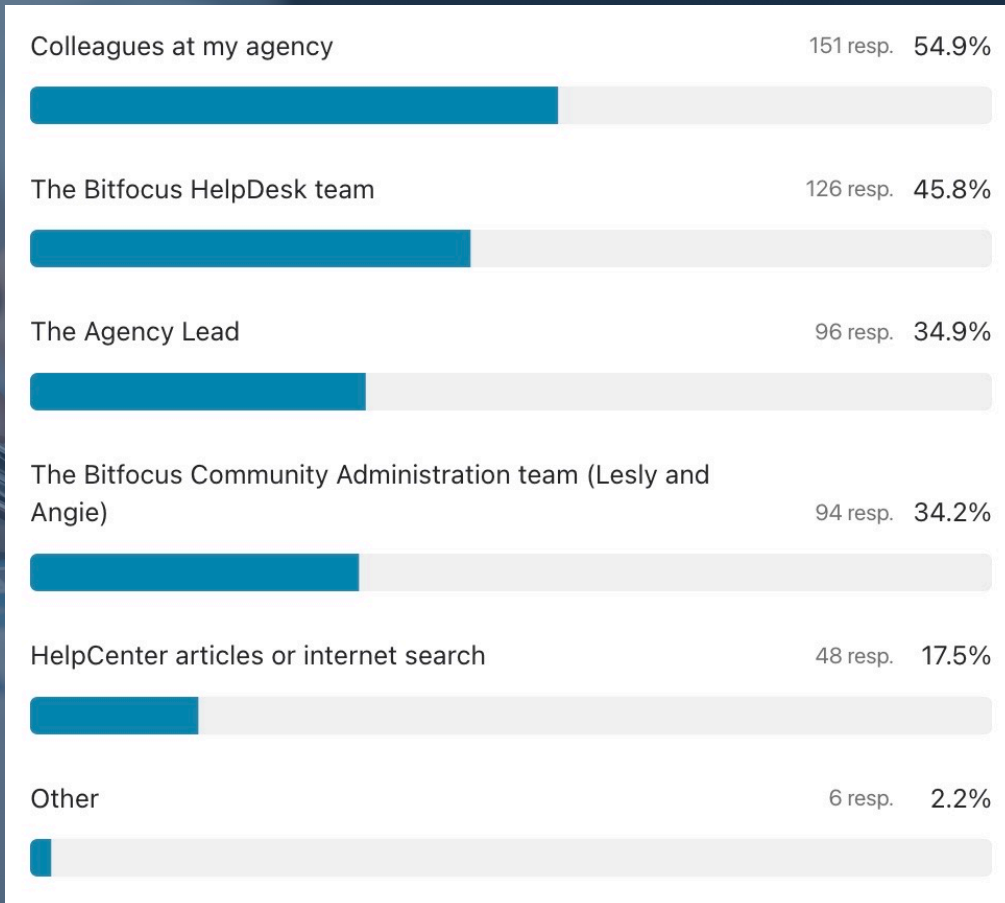 Colleagues at my agency 151 resp. 54.9%
The Bitfocus HelpDesk team 126 resp. 45.8%
The Agency Lead 96 resp. 34.9%
The Bitfocus Community Administration team (Lesly and
Angie) 94 resp. 34.2%
HelpCenter articles or internet search 48 resp. 17.5%
Other 6 resp. 2.2%